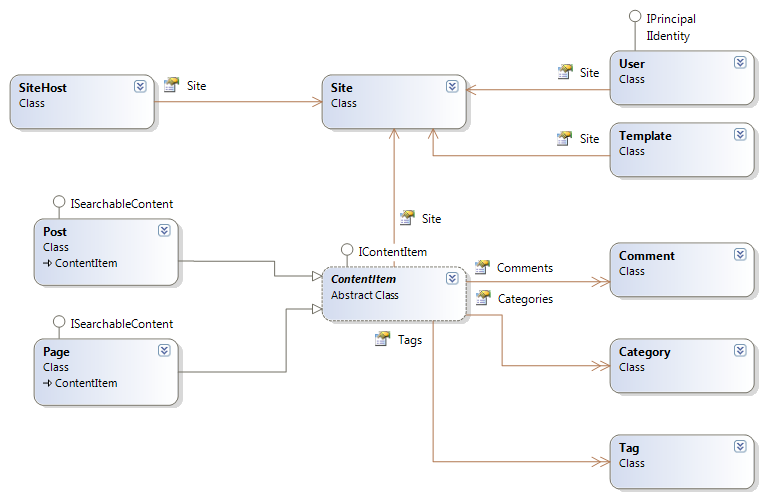 IPrincipal
IIdentity
SiteHost
Class
Site
Site
Class
Site
User
Class
Site
Template
Class
ISearchableContent
Post
Class
ContentItem
Site
IContentItem
ContentItem
Abstract Class
Comments
Comment
Class
Categories
ISearchableContent
Page
Class
ContentItem
Tags
Category
Class
Tag
Class